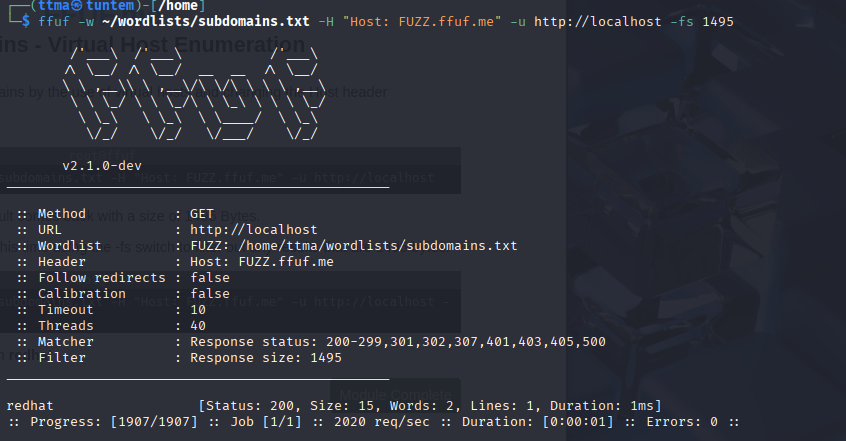 ┌──(ttma㉿tuntem)-[/home]
└─$ ffuf -w ~/wordlists/subdomains.txt -H "Host: FUZZ.ffuf.me" -u http://localhost -fs 1495
ins - Virtual Host Enumeration
v2.1.0-dev
:: Method : GET
:: URL : http://localhost
:: Wordlist : FUZZ: /home/ttma/wordlists/subdomains.txt
:: Header : Host: FUZZ.ffuf.me
:: Follow redirects : false
:: Calibration : false
:: Timeout : 10
:: Threads : 40
:: Matcher : Response status: 200-299,301,302,307,401,403,405,500
:: Filter : Response size: 1495
redhat [Status: 200, Size: 15, Words: 2, Lines: 1, Duration: 1ms]
:: Progress: [1907/1907] :: Job [1/1] :: 2020 req/sec :: Duration: [0:00:01] :: Errors: 0 ::